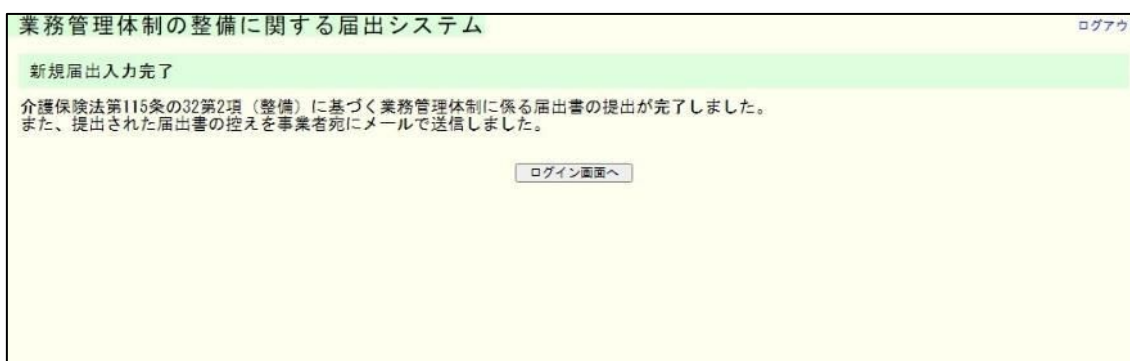 業務管理体制の整備に関する届出システム
ログアウ
新規届出入力完了
介護保険法第115条の32第2項（整備）に基づく業務管理体制に係る届出書の提出が完了しました。
また、提出された届出書の控えを事業者宛にメールで送信しました。
ログイン画面へ